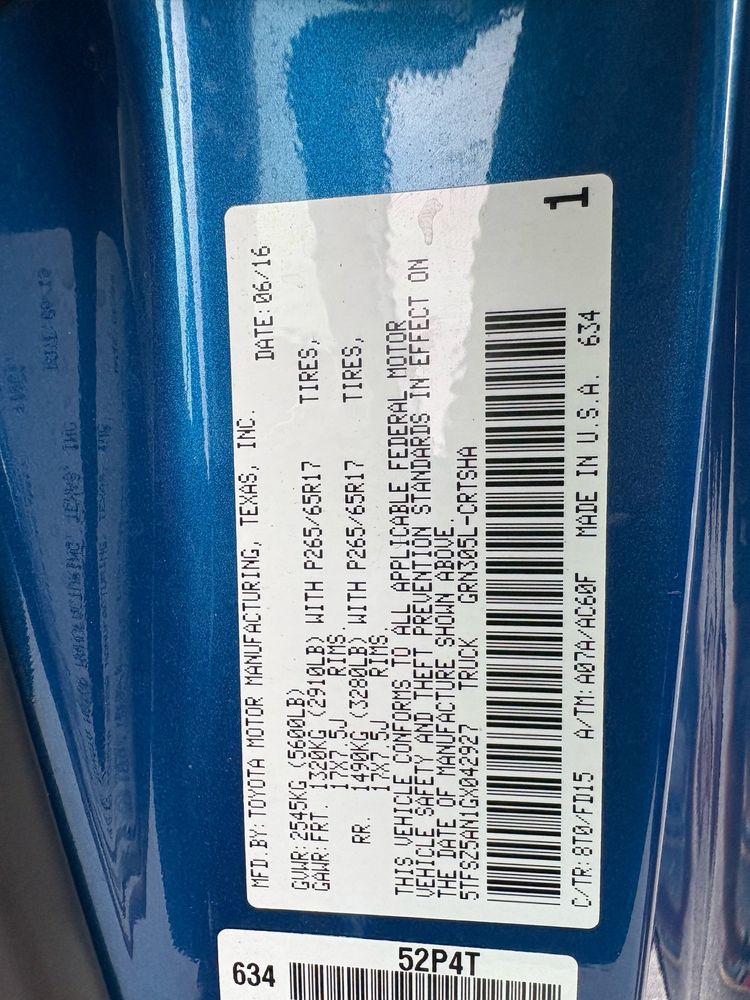 MFD.BY:TOYOTA MOTOR MANUFACTURING, TEXAS, INC. DATE:06/16
GVWR:2545KG (5600LB)
GAWR:FRT. 1320KG (2910LB) WITH P265/65R17 TIRES,
17X7.5J RIMS.
RR. 1490KG (3280LB) WITH P265/65R17 TIRES,
17X7.5J RIMS.
THIS VEHICLE CONFORMS TO ALL APPLICABLE FEDERAL MOTOR
VEHICLE SAFETY AND THEFT PREVENTION STANDARDS IN EFFECT ON
THE DATE OF MANUFACTURE SHOWN ABOVE.
5TFSZ5AN1GX042927 TRUCK GRN305L-CRTSHA
C/TR:8T0/FD15 A/TM:A07A/AC60F MADE IN U.S.A. 634
1
52P4T
634